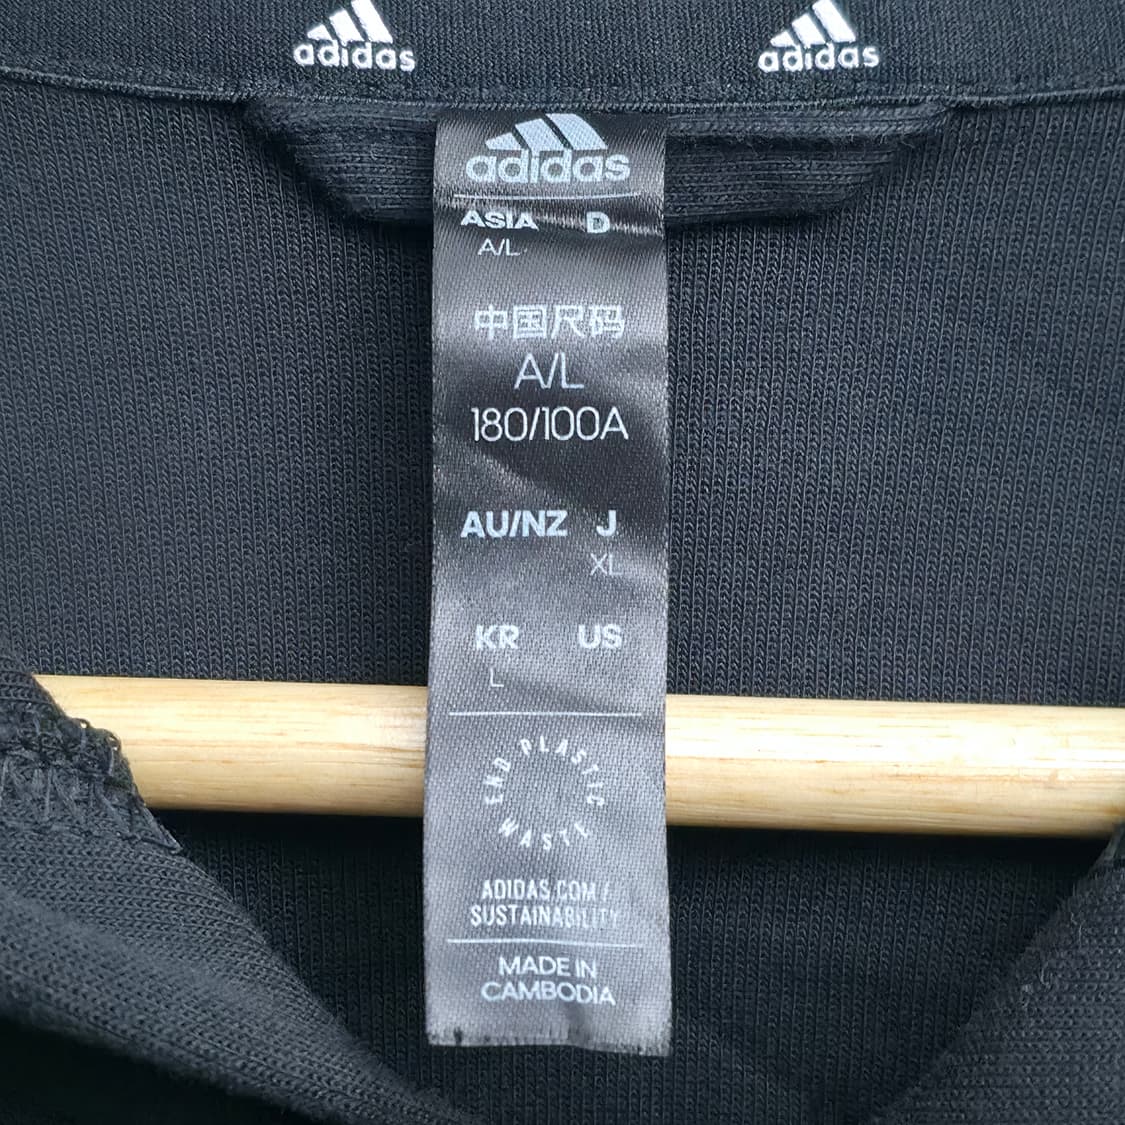 adidas adidas
adidas
ASIA D
A/L
中国尺码
A/L
180/100A
AU/NZ J
XL
KR US
L
END PLASTIC WASTE
ADIDAS.COM/
SUSTAINABILITY
MADE IN
CAMBODIA